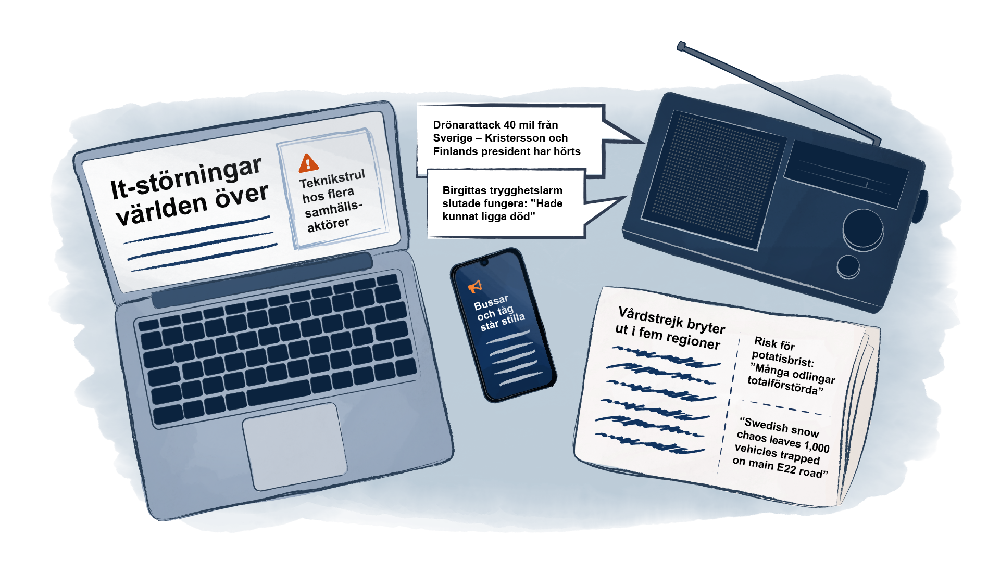 It-störningar
världen över
Teknikstrul
hos flera
samhälls-
aktörer
Drönarattack 40 mil från
Sverige – Kristersson och
Finlands president har hörts
Birgittas trygghetslarm
slutade fungera: ”Hade
kunnat ligga död”
Bussar
och tåg
står stilla
Vårdstrejk bryter
ut i fem regioner
Risk för
potatisbrist:
”Många odlingar
totalförstörda”
“Swedish snow
chaos leaves 1,000
vehicles trapped
on main E22 road”